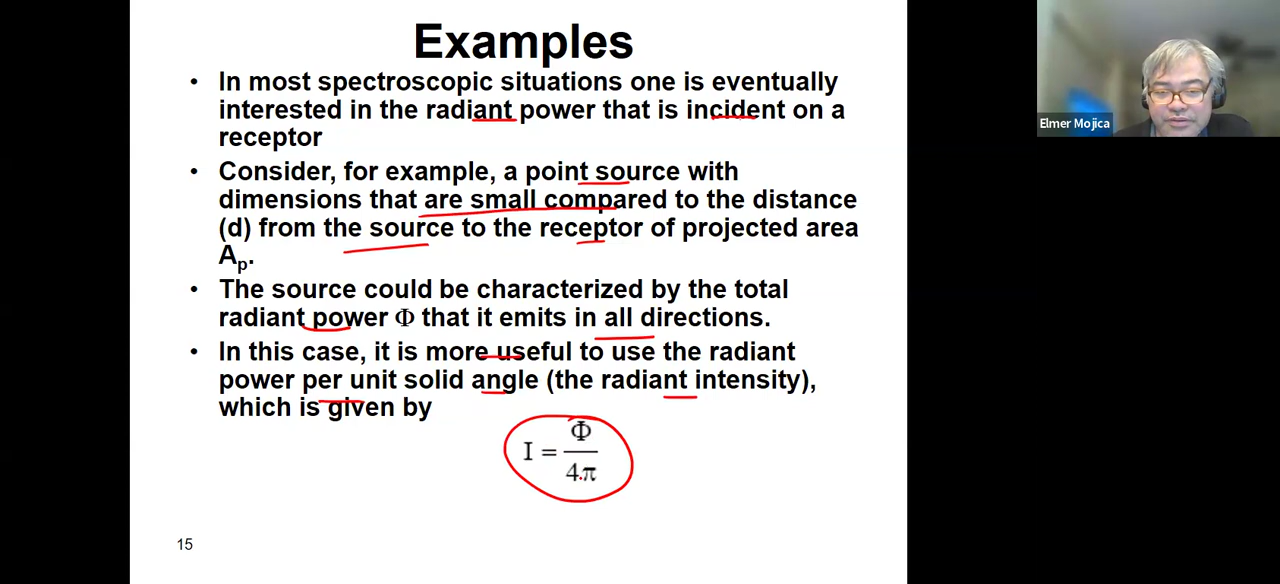 Examples
• In most spectroscopic situations one is eventually
interested in the radiant power that is incident on a
receptor
• Consider, for example, a point source with
dimensions that are small compared to the distance
(d) from the source to the receptor of projected area
Ap.
• The source could be characterized by the total
radiant power Φ that it emits in all directions.
• In this case, it is more useful to use the radiant
power per unit solid angle (the radiant intensity),
which is given by
I = Φ / 4π
15
Elmer Mojica